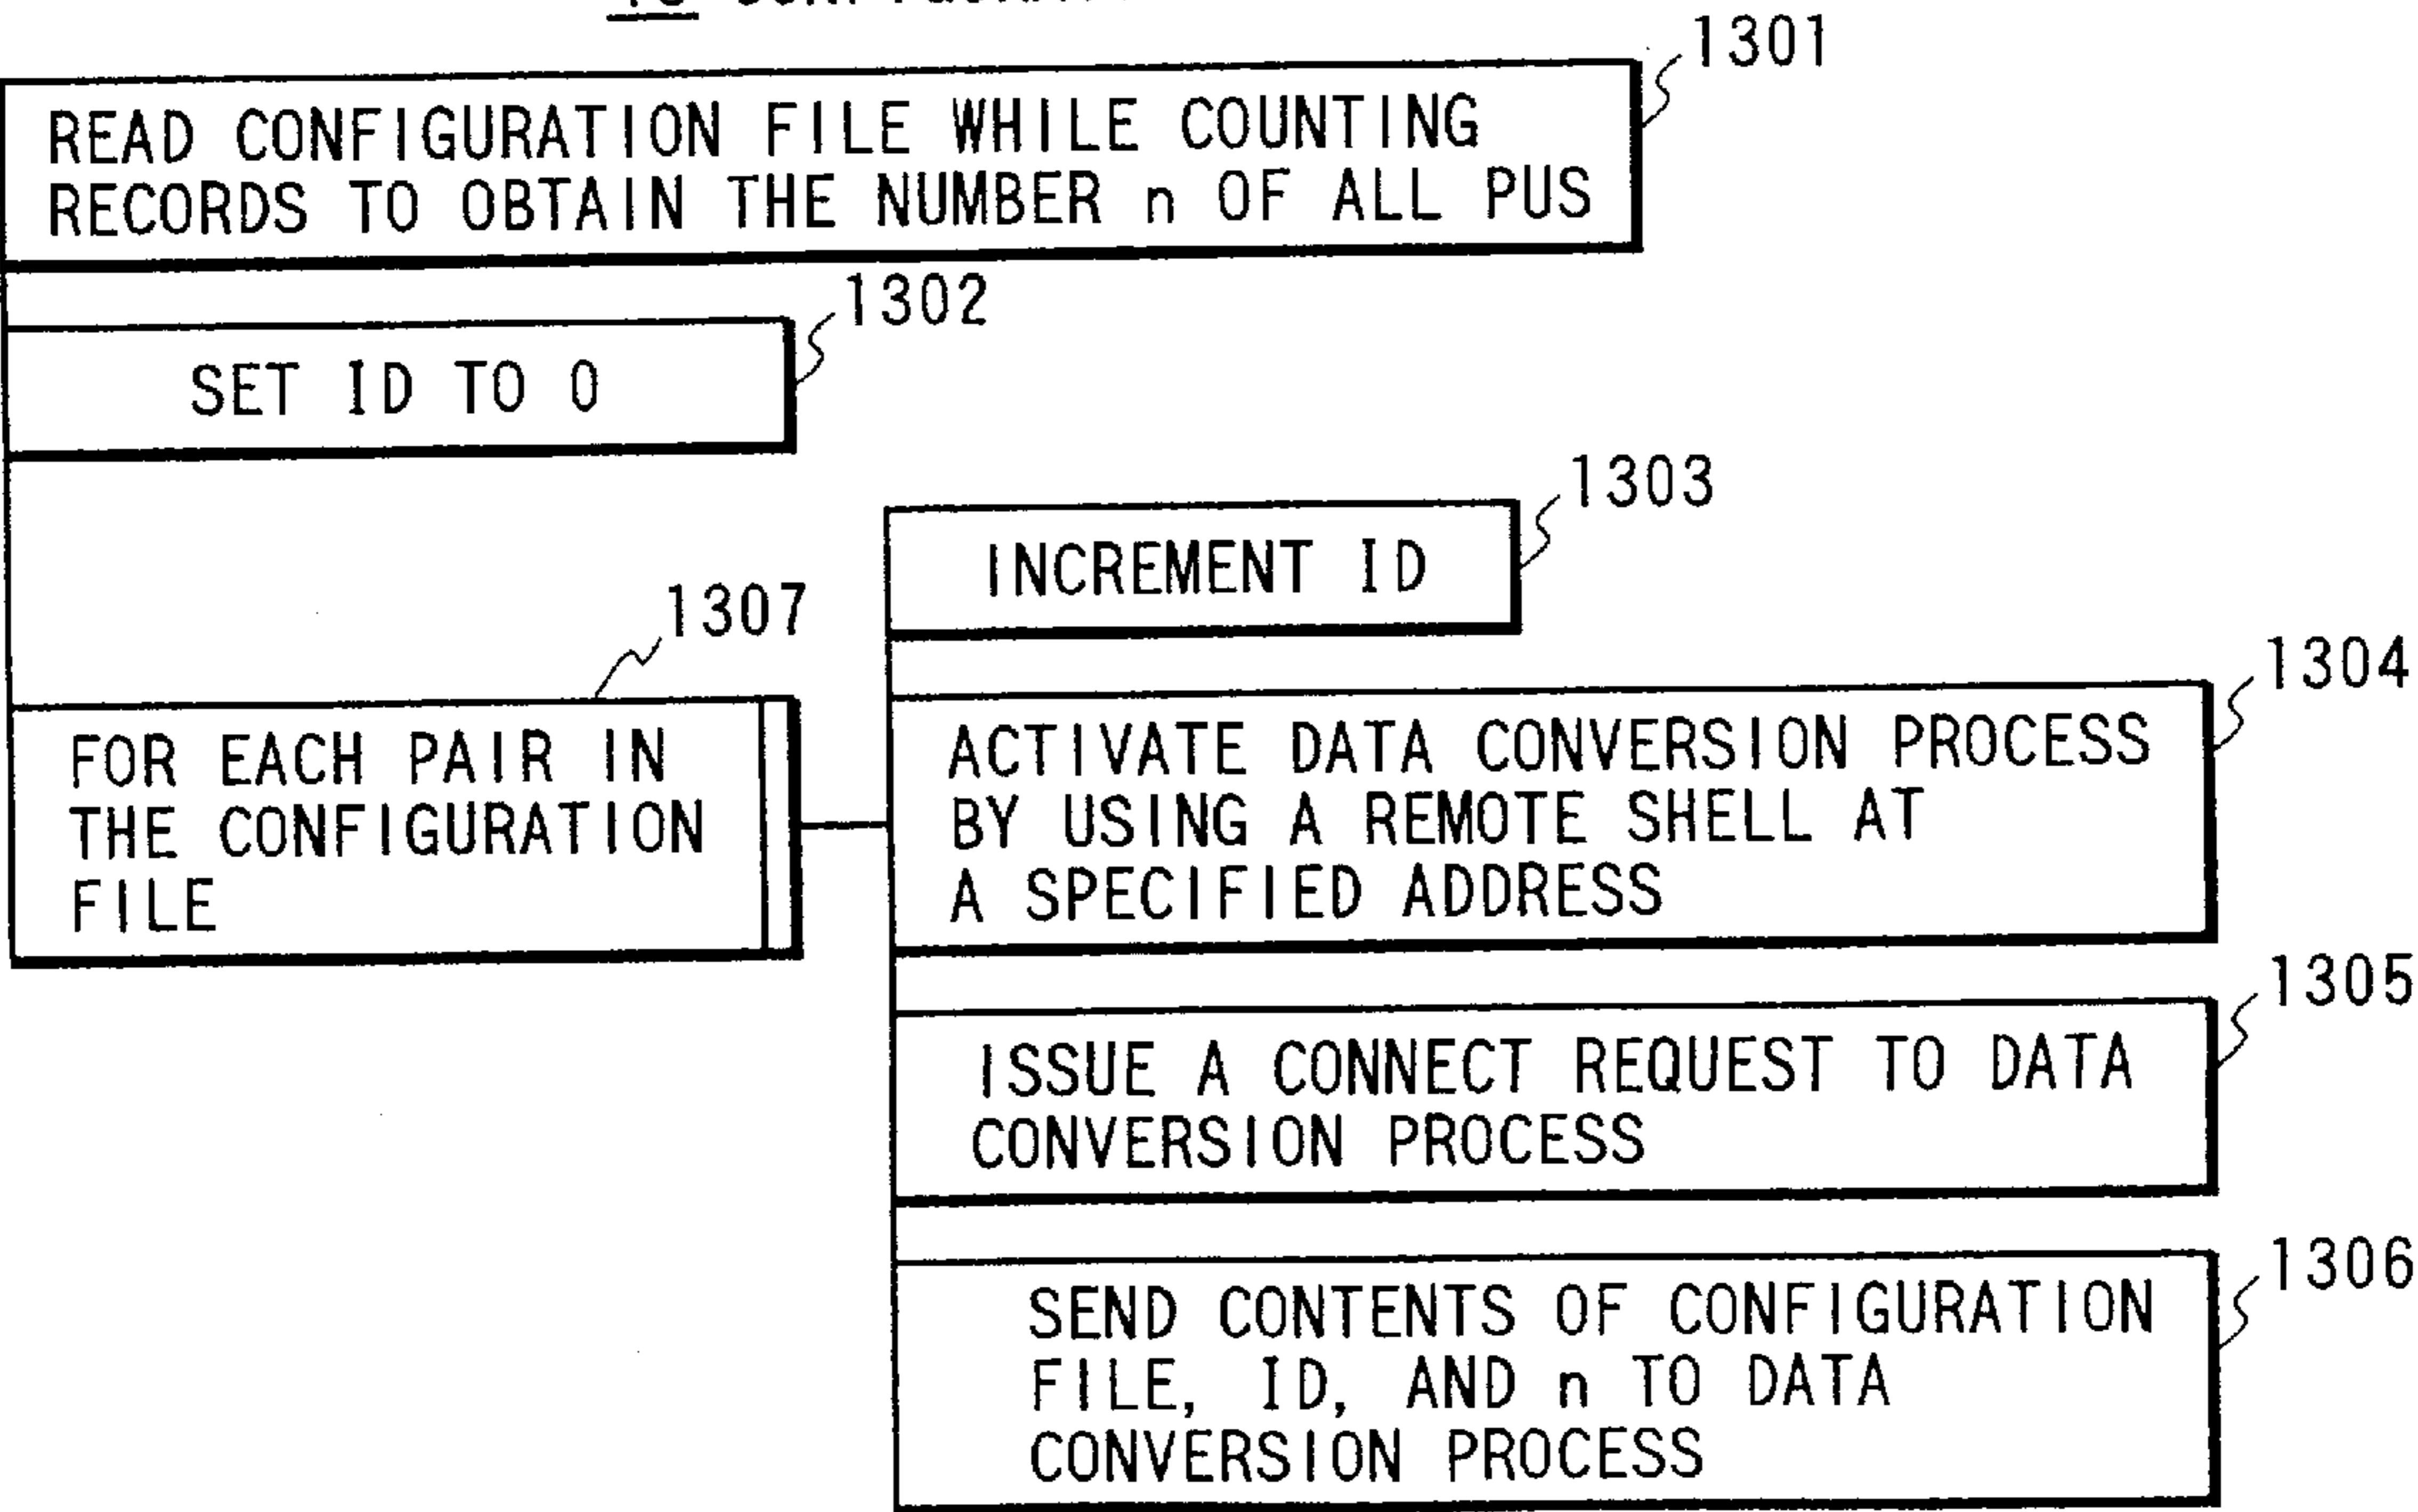 1301
READ CONFIGURATION FILE WHILE COUNTING
RECORDS TO OBTAIN THE NUMBER n OF ALL PUS
1302
SET ID TO 0
1303
INCREMENT ID
1307
FOR EACH PAIR IN
THE CONFIGURATION
FILE
1304
ACTIVATE DATA CONVERSION PROCESS
BY USING A REMOTE SHELL AT
A SPECIFIED ADDRESS
1305
ISSUE A CONNECT REQUEST TO DATA
CONVERSION PROCESS
1306
SEND CONTENTS OF CONFIGURATION
FILE, ID, AND n TO DATA
CONVERSION PROCESS